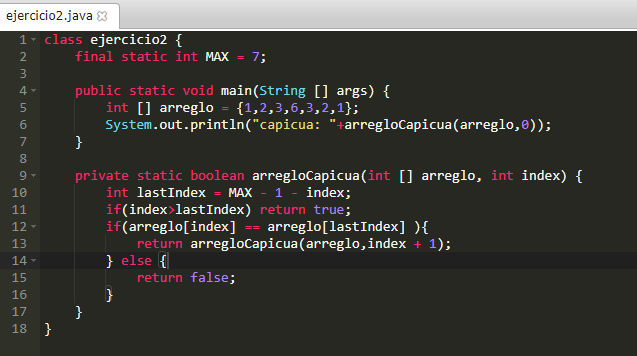 ejercicio2.java
1 class ejercicio2 {
2     final static int MAX = 7;
3
4     public static void main(String [] args) {
5         int [] arreglo = {1,2,3,6,3,2,1};
6         System.out.println("capicua: "+arregloCapicua(arreglo,0));
7     }
8
9     private static boolean arregloCapicua(int [] arreglo, int index) {
10         int lastIndex = MAX - 1 - index;
11         if(index>lastIndex) return true;
12         if(arreglo[index] == arreglo[lastIndex] ){
13             return arregloCapicua(arreglo,index + 1);
14         } else {
15             return false;
16         }
17     }
18 }